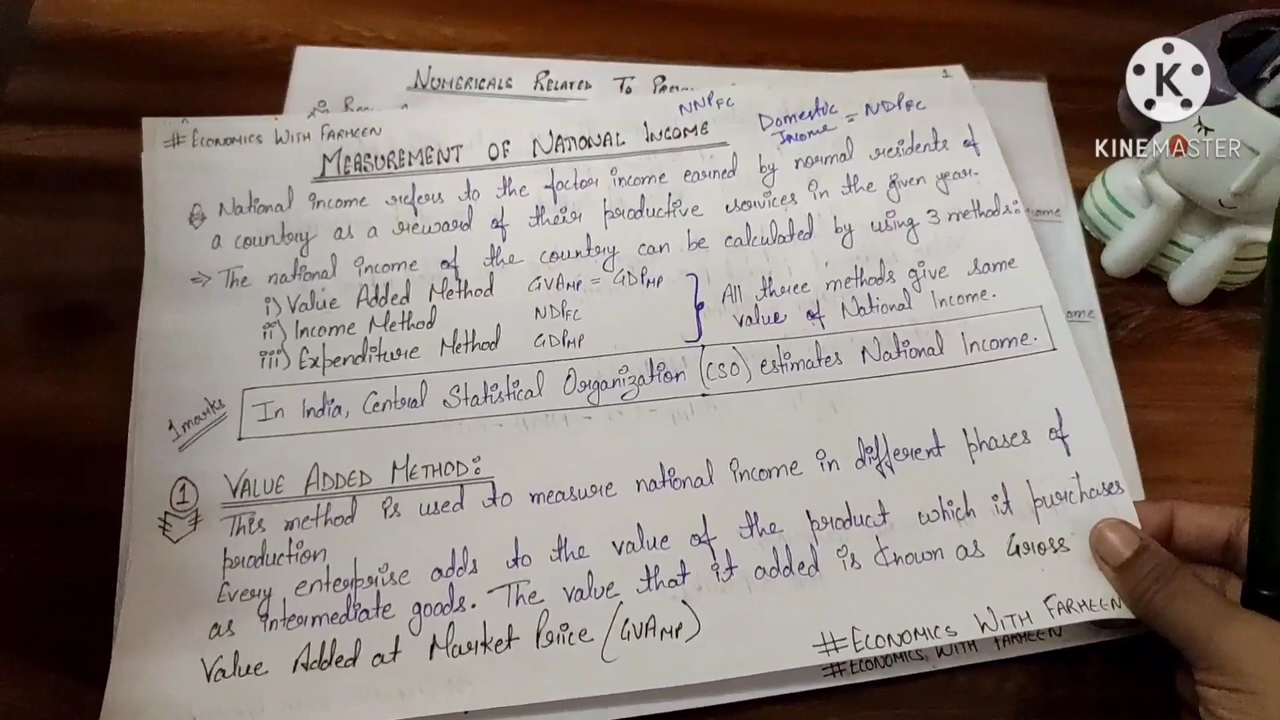 NUMERICALS RELATED TO
1
#ECONOMICS WITH FARHEEN
NNPFC
Domestic Income = NDPFC
MEASUREMENT OF NATIONAL INCOME
National income refers to the factor income earned by normal residents of
a country as a reward of their productive services in the given year.
=> The national income of the country can be calculated by using 3 methods:
i) Value Added Method GVAMP = GDPMP
ii) Income Method NDPFC
iii) Expenditure Method GDPMP
} All three methods give same
value of National Income.
1marks
In India, Central Statistical Organization (CSO) estimates National Income.
1 VALUE ADDED METHOD:
This method is used to measure national income in different phases of
production
Every enterprise adds to the value of the product which it purchases
as intermediate goods. The value that it added is known as Gross
Value Added at Market Price (GVAMP)
#ECONOMICS WITH FARHEEN
#ECONOMICS WITH FARHEEN
ome
ome
K
KINEMASTER